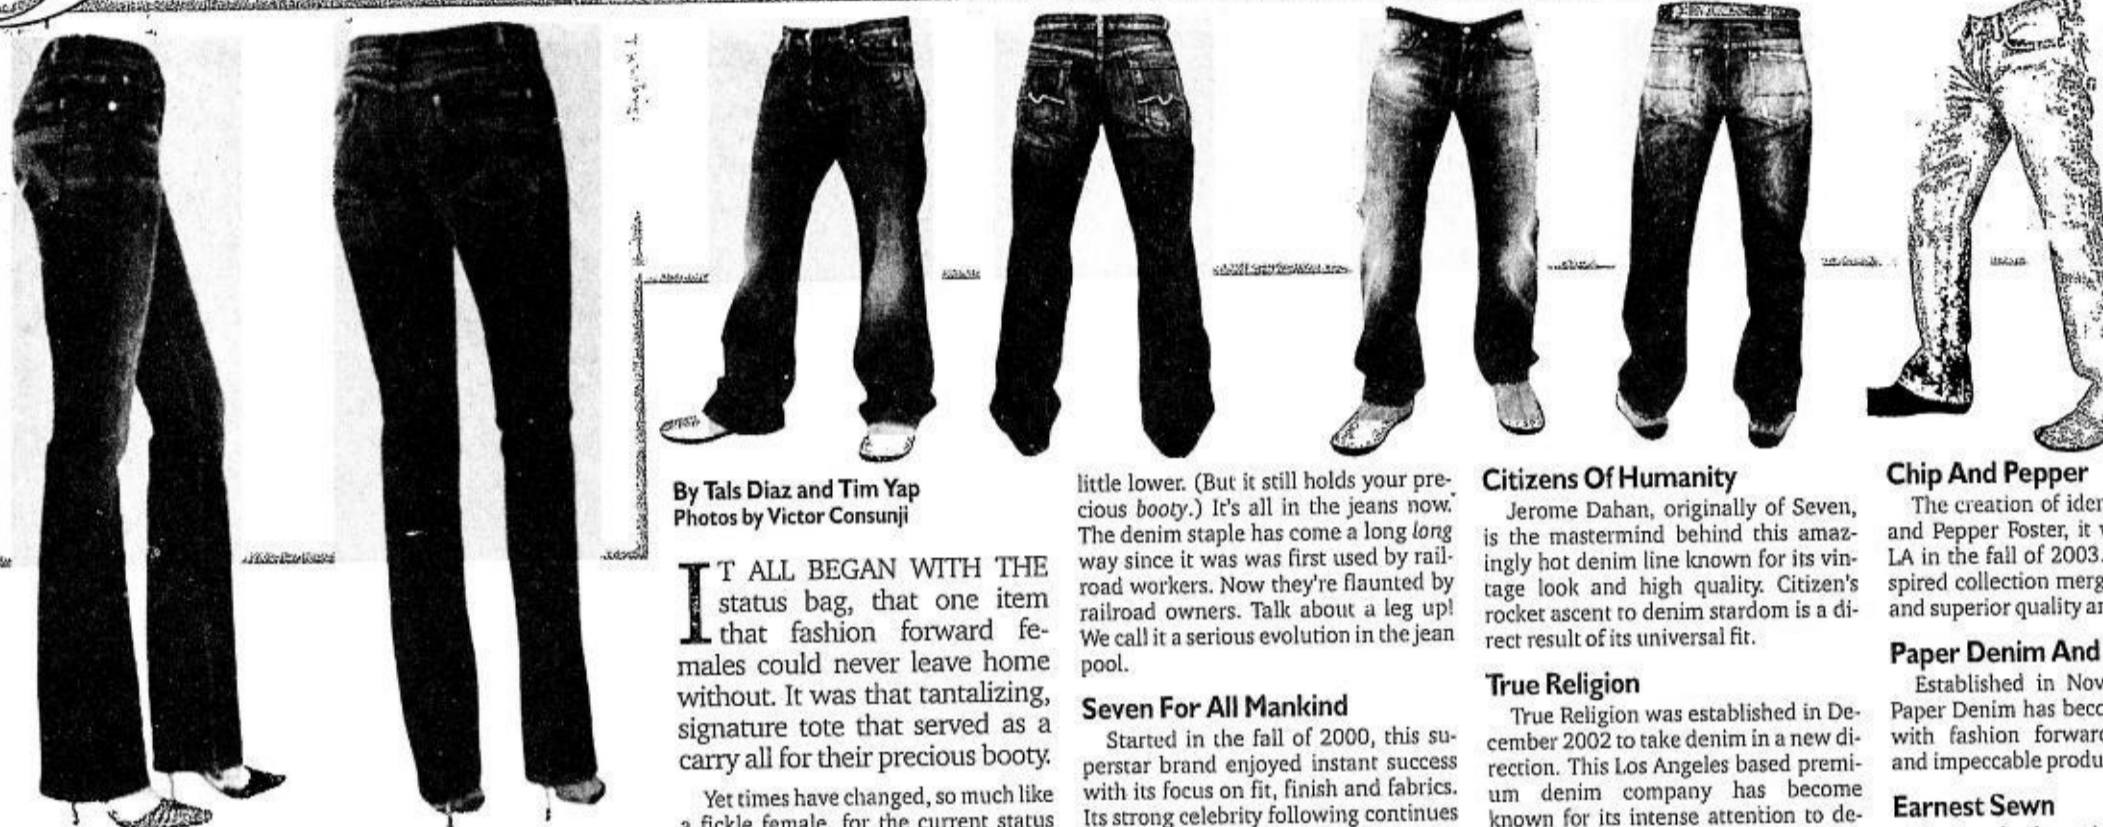 By Tals Diaz and Tim Yap
Photos by Victor Consunji
IT ALL BEGAN WITH THE
status bag, that one item
that fashion forward fe-
males could never leave home
without. It was that tantalizing,
signature tote that served as a
carry all for their precious booty.
Yet times have changed, so much like
a fickle female, for the current status
little lower. (But it still holds your pre-
cious booty.) It's all in the jeans now.
The denim staple has come a long long
way since it was was first used by rail-
road workers. Now they're flaunted by
railroad owners. Talk about a leg up!
We call it a serious evolution in the jean
pool.
Seven For All Mankind
Started in the fall of 2000, this su-
perstar brand enjoyed instant success
with its focus on fit, finish and fabrics.
Its strong celebrity following continues
Citizens Of Humanity
Jerome Dahan, originally of Seven,
is the mastermind behind this amaz-
ingly hot denim line known for its vin-
tage look and high quality. Citizen's
rocket ascent to denim stardom is a di-
rect result of its universal fit.
True Religion
True Religion was established in De-
cember 2002 to take denim in a new di-
rection. This Los Angeles based premi-
um denim company has become
known for its intense attention to de-
Chip And Pepper
The creation of iden
and Pepper Foster, it
LA in the fall of 2003.
spired collection merg
and superior quality
Paper Denim And
Established in Nov
Paper Denim has beco
with fashion forward
and impeccable produ
Earnest Sewn